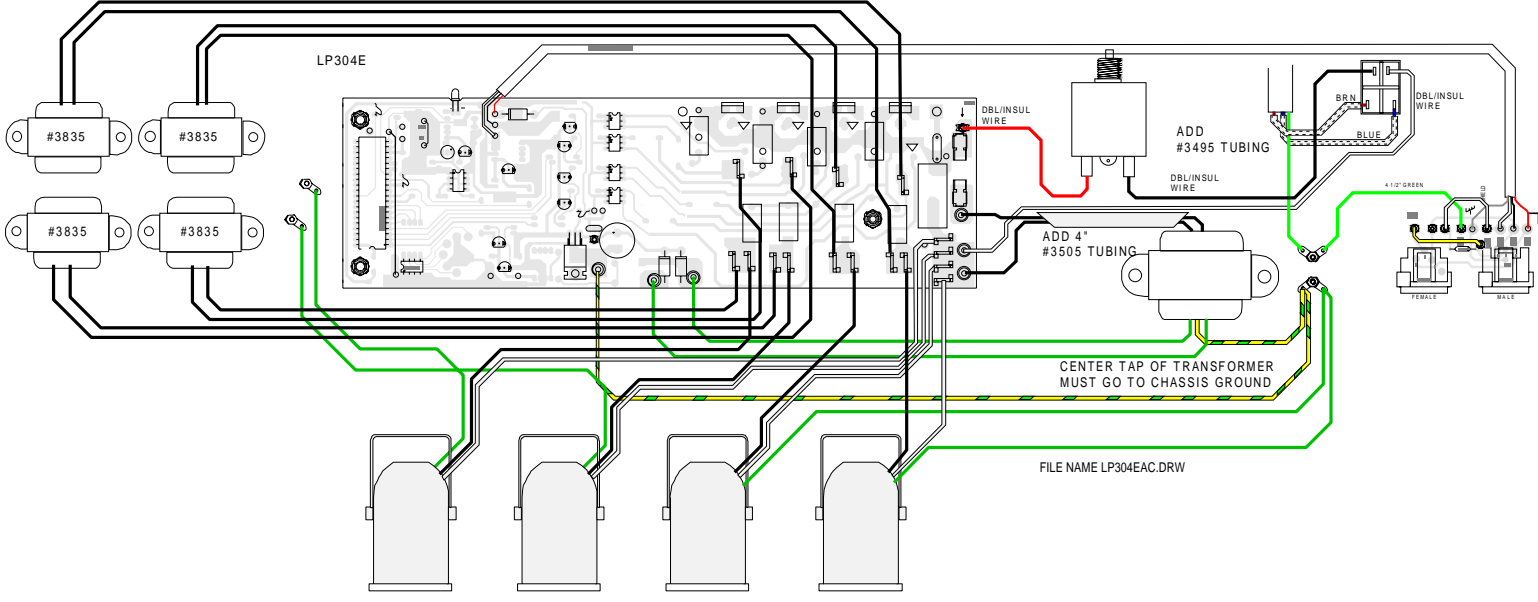 LP304E
#3835
#3835
#3835
#3835
DBL/INSUL
WIRE
ADD
#3495 TUBING
DBL/INSUL
WIRE
BRN
BLUE
DBL/INSUL
WIRE
4 1/2" GREEN
ADD 4"
#3505 TUBING
FEMALE
MALE
CENTER TAP OF TRANSFORMER
MUST GO TO CHASSIS GROUND
FILE NAME LP304EAC.DRW